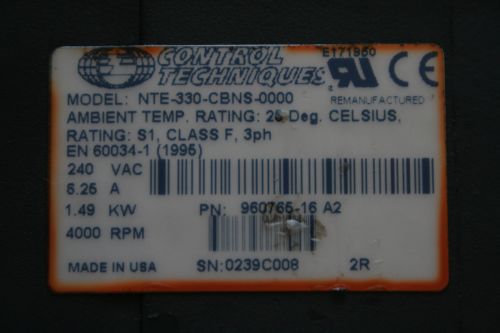 CONTROL
TECHNIQUES
E171950
MODEL: NTE-330-CBNS-0000
REMANUFACTURED
AMBIENT TEMP. RATING: 25 Deg. CELSIUS,
RATING: S1, CLASS F, 3ph
EN 60034-1 (1995)
240 VAC
6.25 A
1.49 KW
PN: 960765-16 A2
4000 RPM
MADE IN USA
SN:0239C008
2R